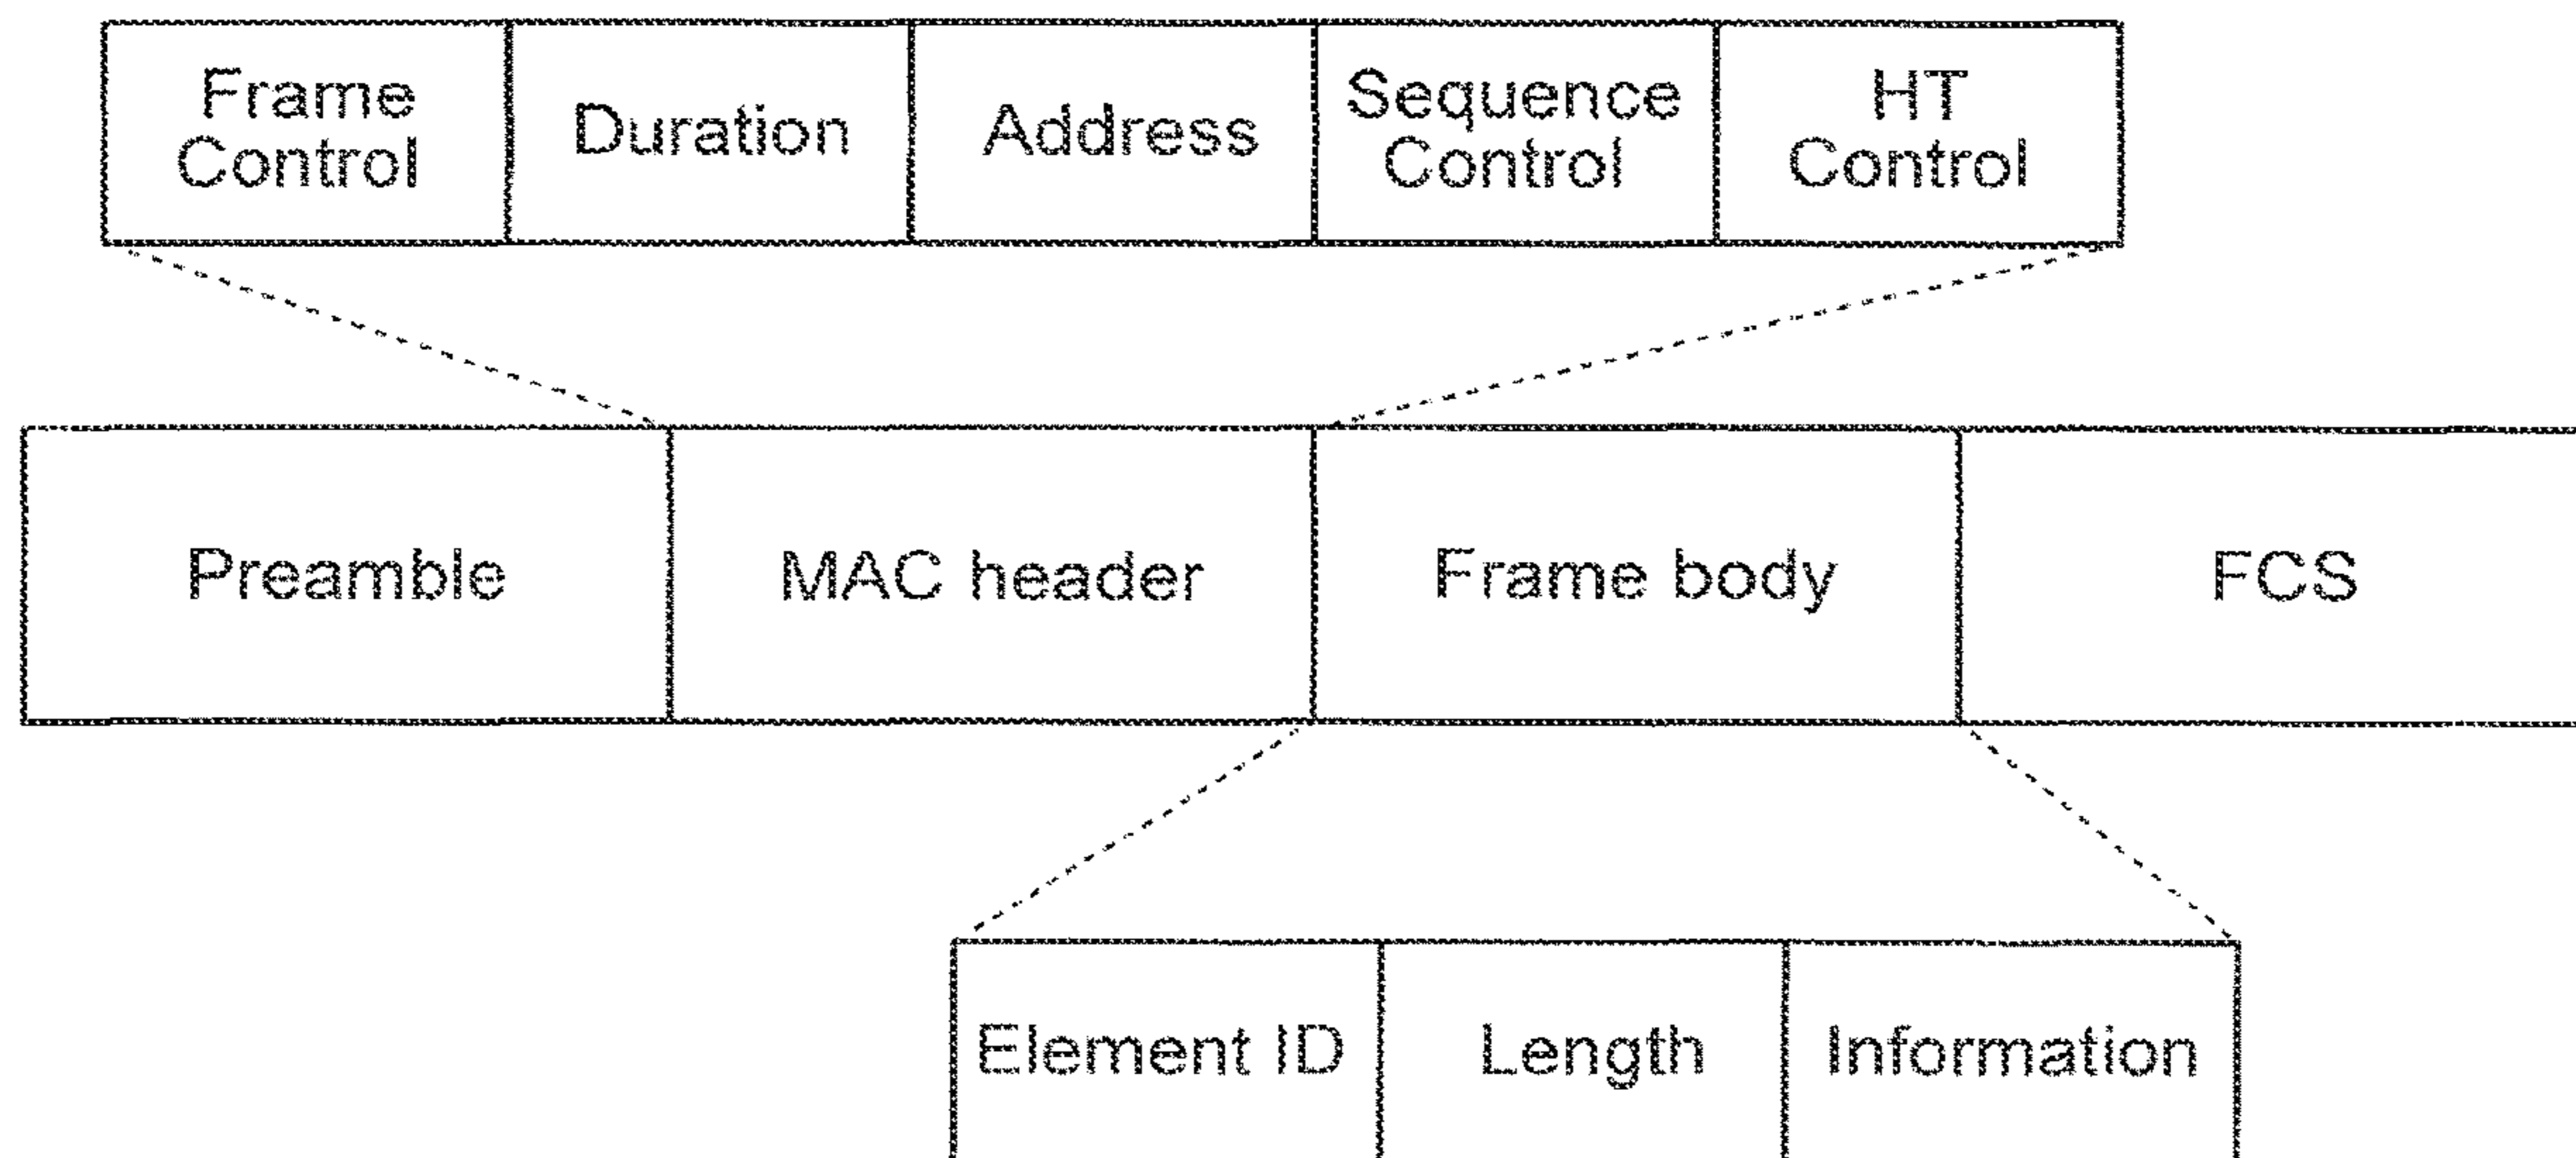 Frame
Control
Duration
Address
Sequence
Control
HT
Control
Preamble
MAC header
Frame body
FCS
Element ID
Length
Information